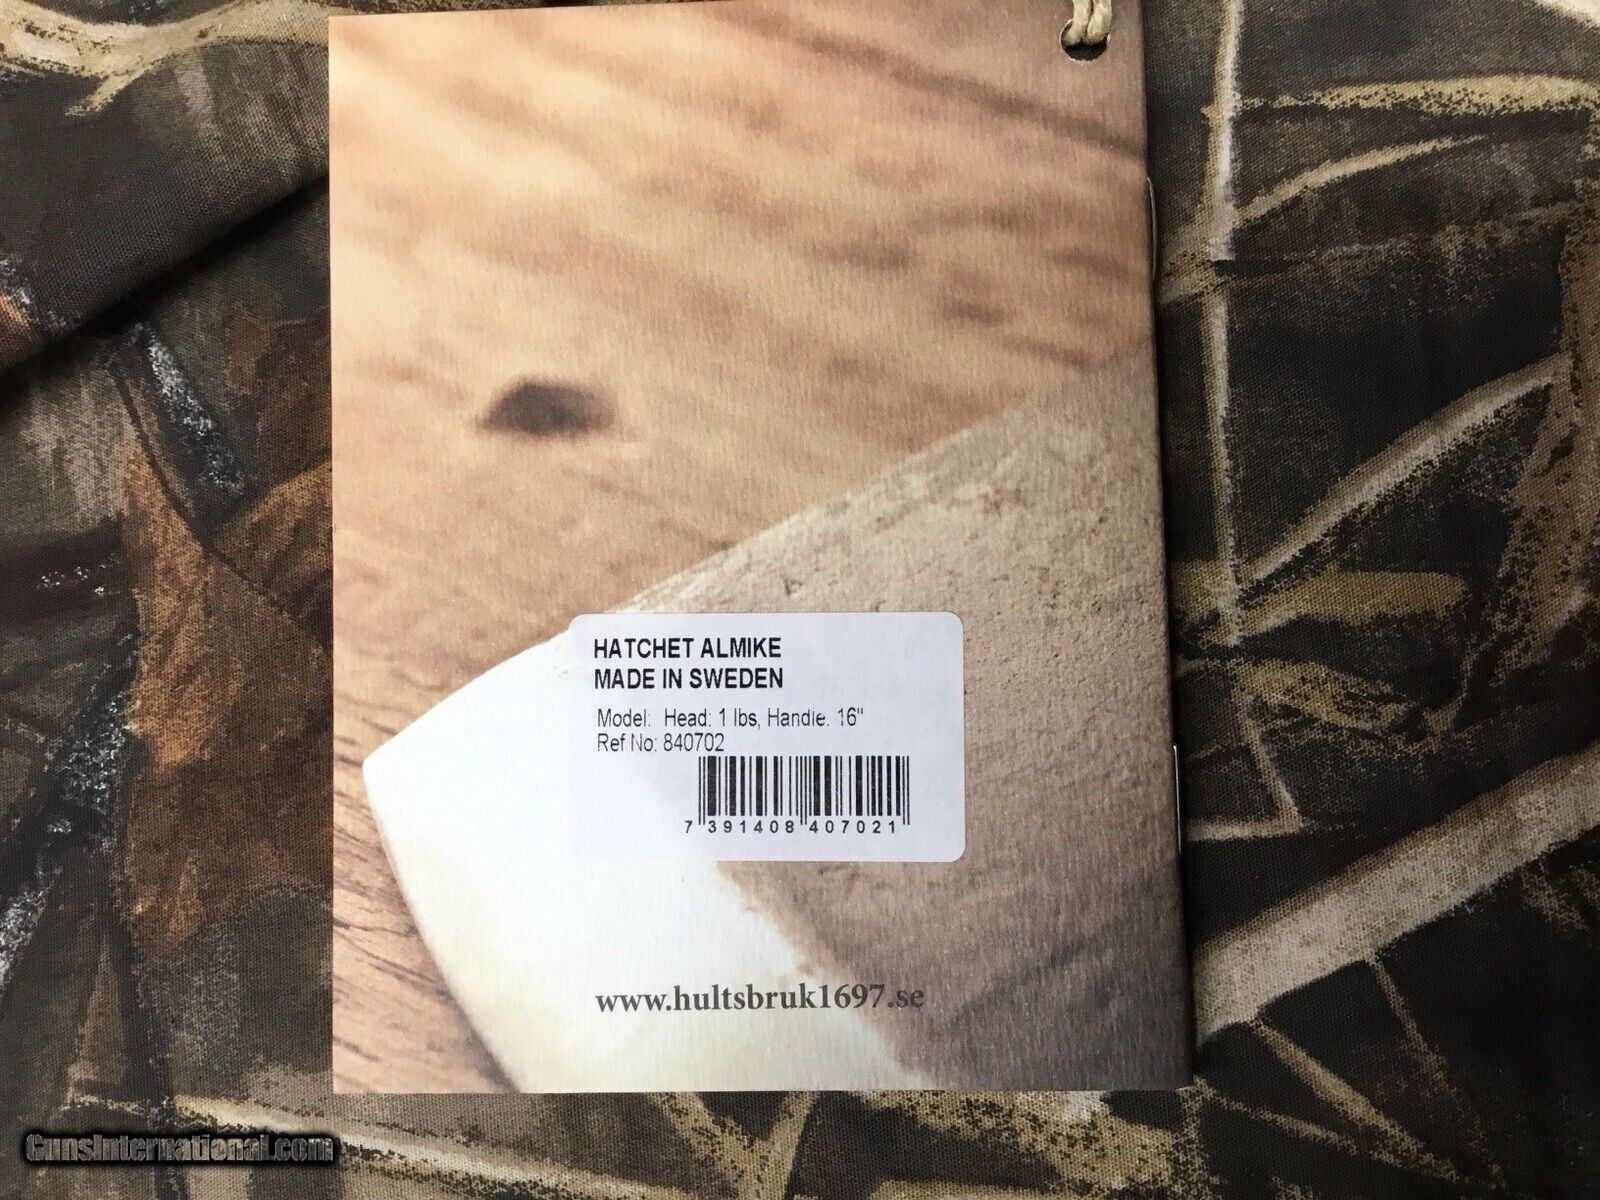 HATCHET ALMIKE
MADE IN SWEDEN
Model: Head: 1 lbs, Handle: 16"
Ref No: 840702
7 391408 407021
www.hultsbruk1697.se
GunsInternational.com